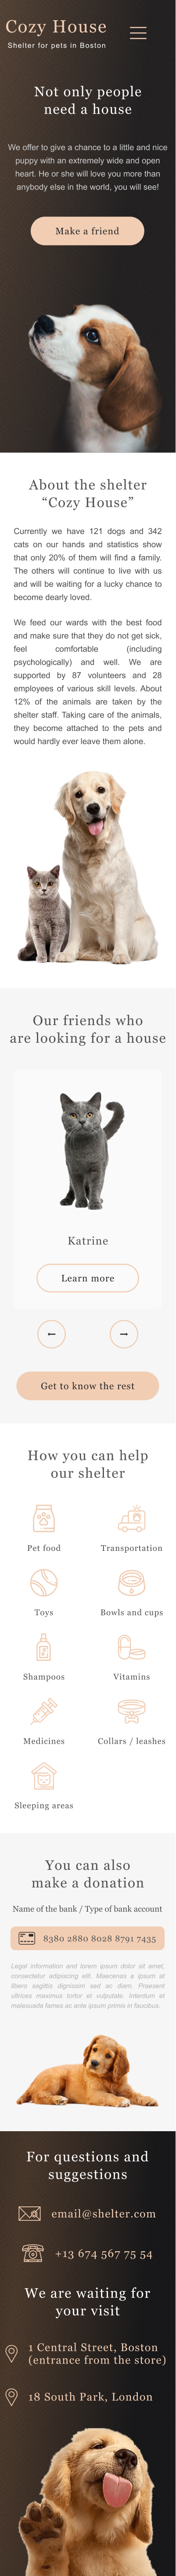 Cozy House
Shelter for pets in Boston
Not only people
need a house
We offer to give a chance to a little and nice
puppy with an extremely wide and open
heart. He or she will love you more than
anybody else in the world, you will see!
Make a friend
About the shelter
“Cozy House”
Currently we have 121 dogs and 342
cats on our hands and statistics show
that only 20% of them will find a family.
The others will continue to live with us
and will be waiting for a lucky chance to
become dearly loved.
We feed our wards with the best food
and make sure that they do not get sick,
feel comfortable (including
psychologically) and well. We are
supported by 87 volunteers and 28
employees of various skill levels. About
12% of the animals are taken by the
shelter staff. Taking care of the animals,
they become attached to the pets and
would hardly ever leave them alone.
Our friends who
are looking for a house
Katrine
Learn more
Get to know the rest
How you can help
our shelter
Pet food
Transportation
Toys
Bowls and cups
Shampoos
Vitamins
Medicines
Collars / leashes
Sleeping areas
You can also
make a donation
Name of the bank / Type of bank account
8380 2880 8028 8791 7435
Legal information and lorem ipsum dolor sit amet,
consectetur adipiscing elit. Maecenas a ipsum at
libero sagittis dignissim sed ac diam. Praesent
ultrices maximus tortor et vulputate. Interdum et
malesuada fames ac ante ipsum primis in faucibus.
For questions and
suggestions
email@shelter.com
+13 674 567 75 54
We are waiting for
your visit
1 Central Street, Boston
(entrance from the store)
18 South Park, London